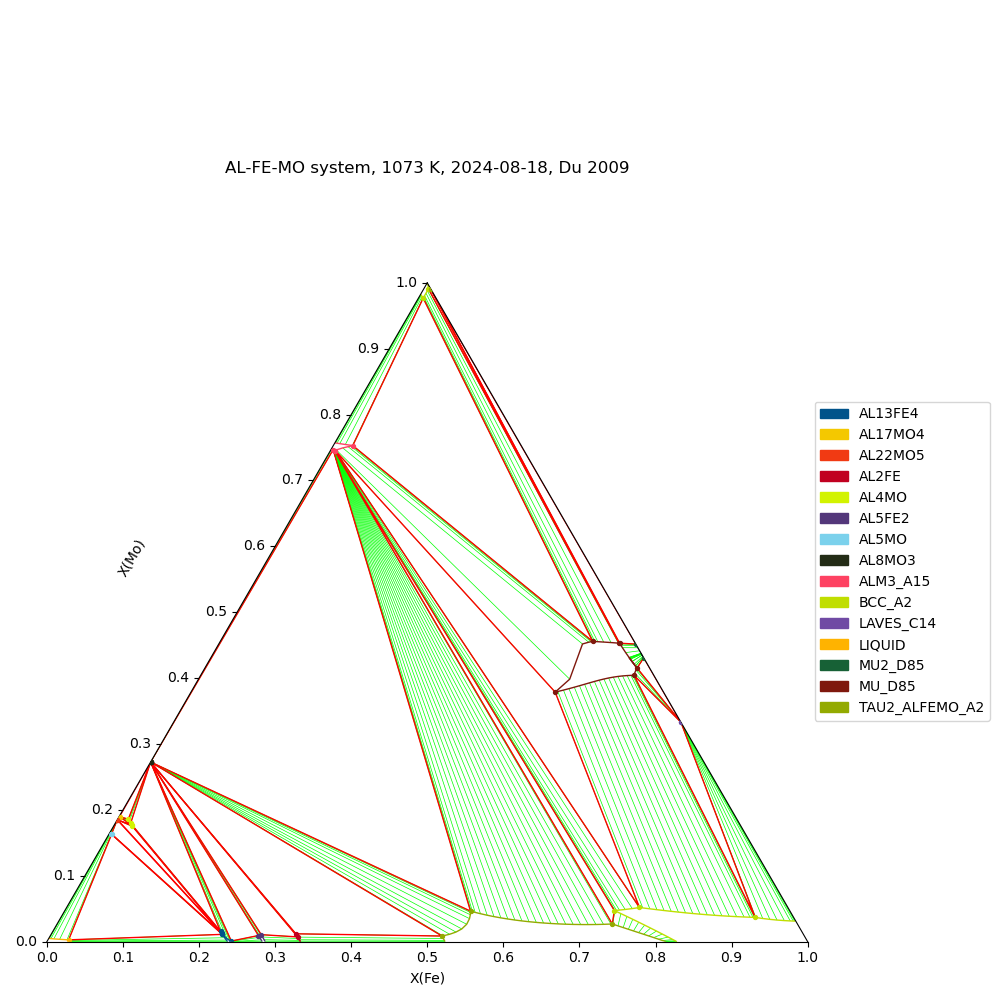 AL-FE-MO system, 1073 K, 2024-08-18, Du 2009
1.0
0.9
0.8
0.7
0.6
0.5
0.4
0.3
0.2
0.1
0.0
X(Mo)
0.0 0.1 0.2 0.3 0.4 0.5 0.6 0.7 0.8 0.9 1.0
X(Fe)
AL13FE4
AL17MO4
AL22MO5
AL2FE
AL4MO
AL5FE2
AL5MO
AL8MO3
ALM3_A15
BCC_A2
LAVES_C14
LIQUID
MU2_D85
MU_D85
TAU2_ALFEMO_A2